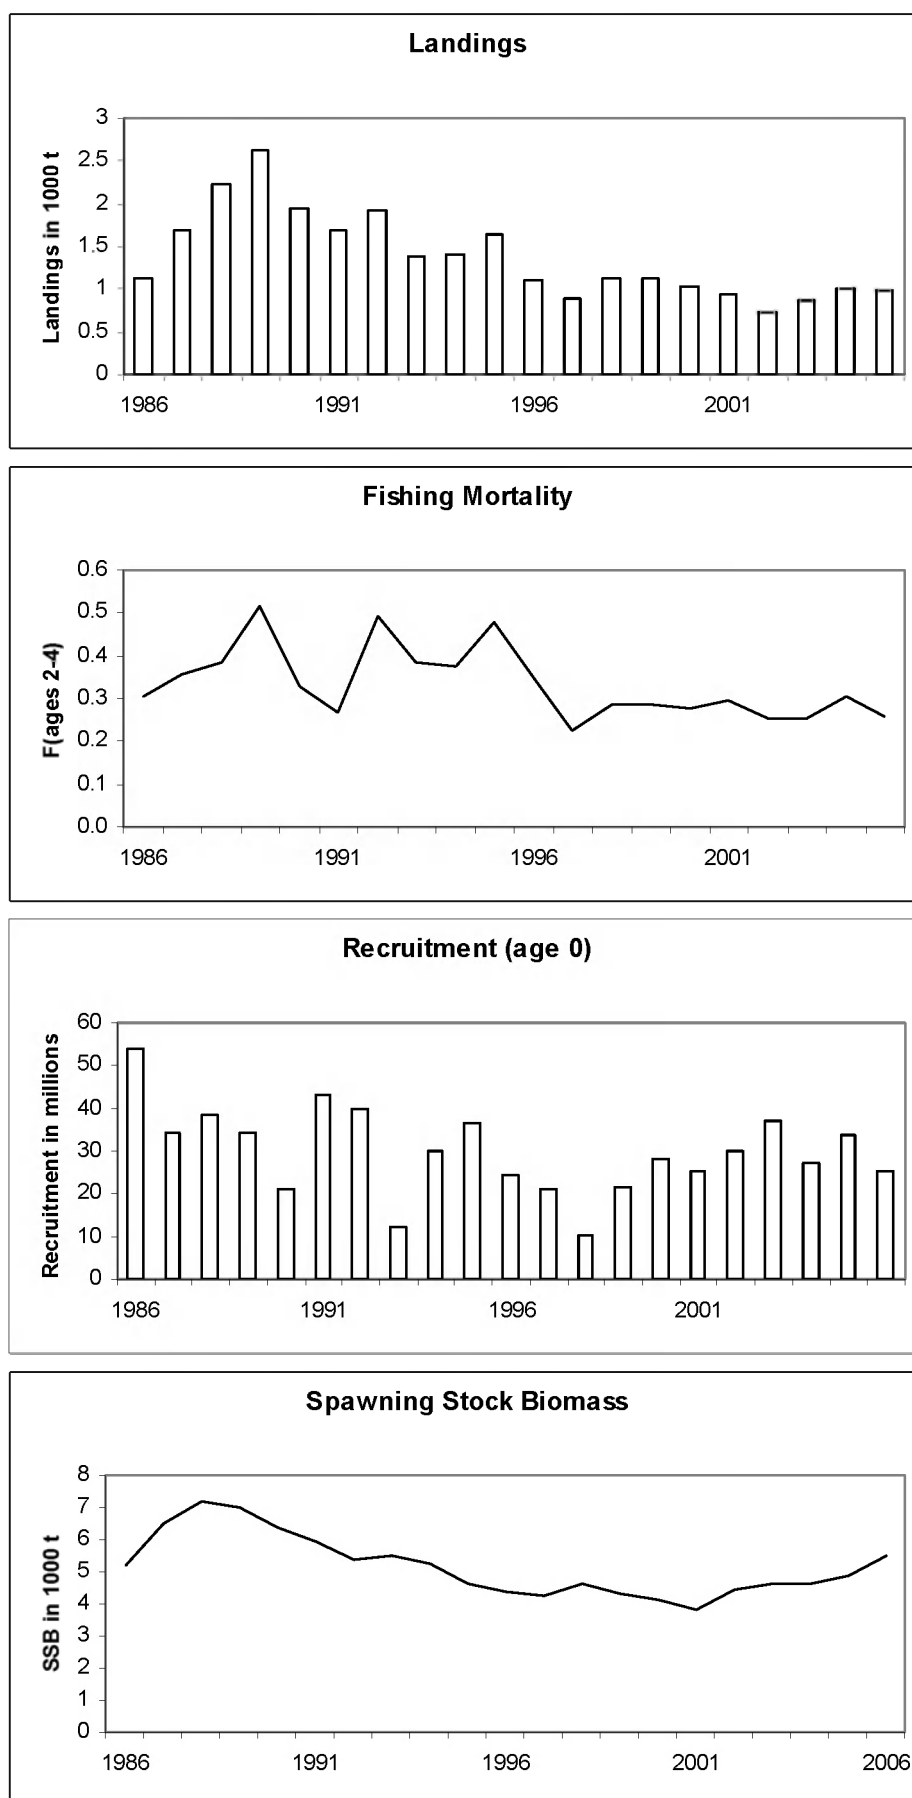 Landings
Landings in 1000 t
3
2.5
2
1.5
1
0.5
0
1986 1991 1996 2001
Fishing Mortality
F(ages 2-4)
0.6
0.5
0.4
0.3
0.2
0.1
0.0
1986 1991 1996 2001
Recruitment (age 0)
Recruitment in millions
60
50
40
30
20
10
0
1986 1991 1996 2001
Spawning Stock Biomass
SSB in 1000 t
8
7
6
5
4
3
2
1
0
1986 1991 1996 2001 2006